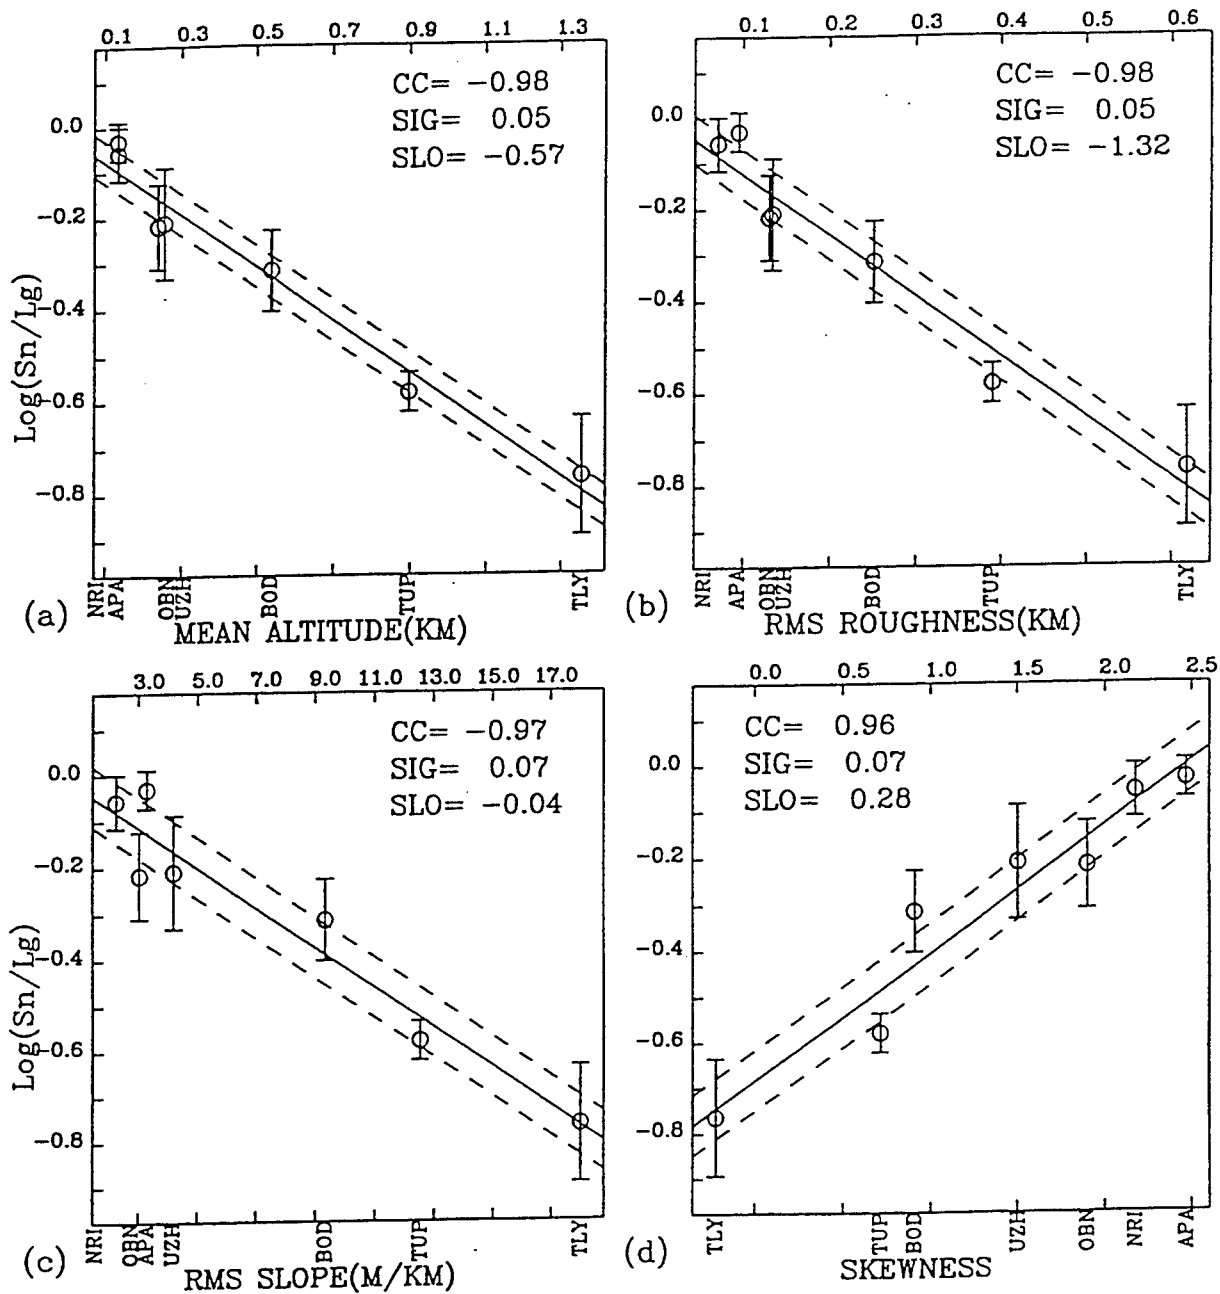 0.1 0.3 0.5 0.7 0.9 1.1 1.3
CC= −0.98
SIG= 0.05
SLO= −0.57
0.0
−0.2
−0.4
−0.6
−0.8
Log(Sn/Lg)
NRI APA OBN UZH BOD TUP TLY
(a) MEAN ALTITUDE(KM)
0.1 0.2 0.3 0.4 0.5 0.6
CC= −0.98
SIG= 0.05
SLO= −1.32
0.0
−0.2
−0.4
−0.6
−0.8
NRI APA OBN UZH BOD TUP TLY
(b) RMS ROUGHNESS(KM)
3.0 5.0 7.0 9.0 11.0 13.0 15.0 17.0
CC= −0.97
SIG= 0.07
SLO= −0.04
0.0
−0.2
−0.4
−0.6
−0.8
Log(Sn/Lg)
NRI OBN APA UZH BOD TUP TLY
(c) RMS SLOPE(M/KM)
0.0 0.5 1.0 1.5 2.0 2.5
CC= 0.96
SIG= 0.07
SLO= 0.28
0.0
−0.2
−0.4
−0.6
−0.8
TLY TUP BOD UZH OBN NRI APA
(d) SKEWNESS